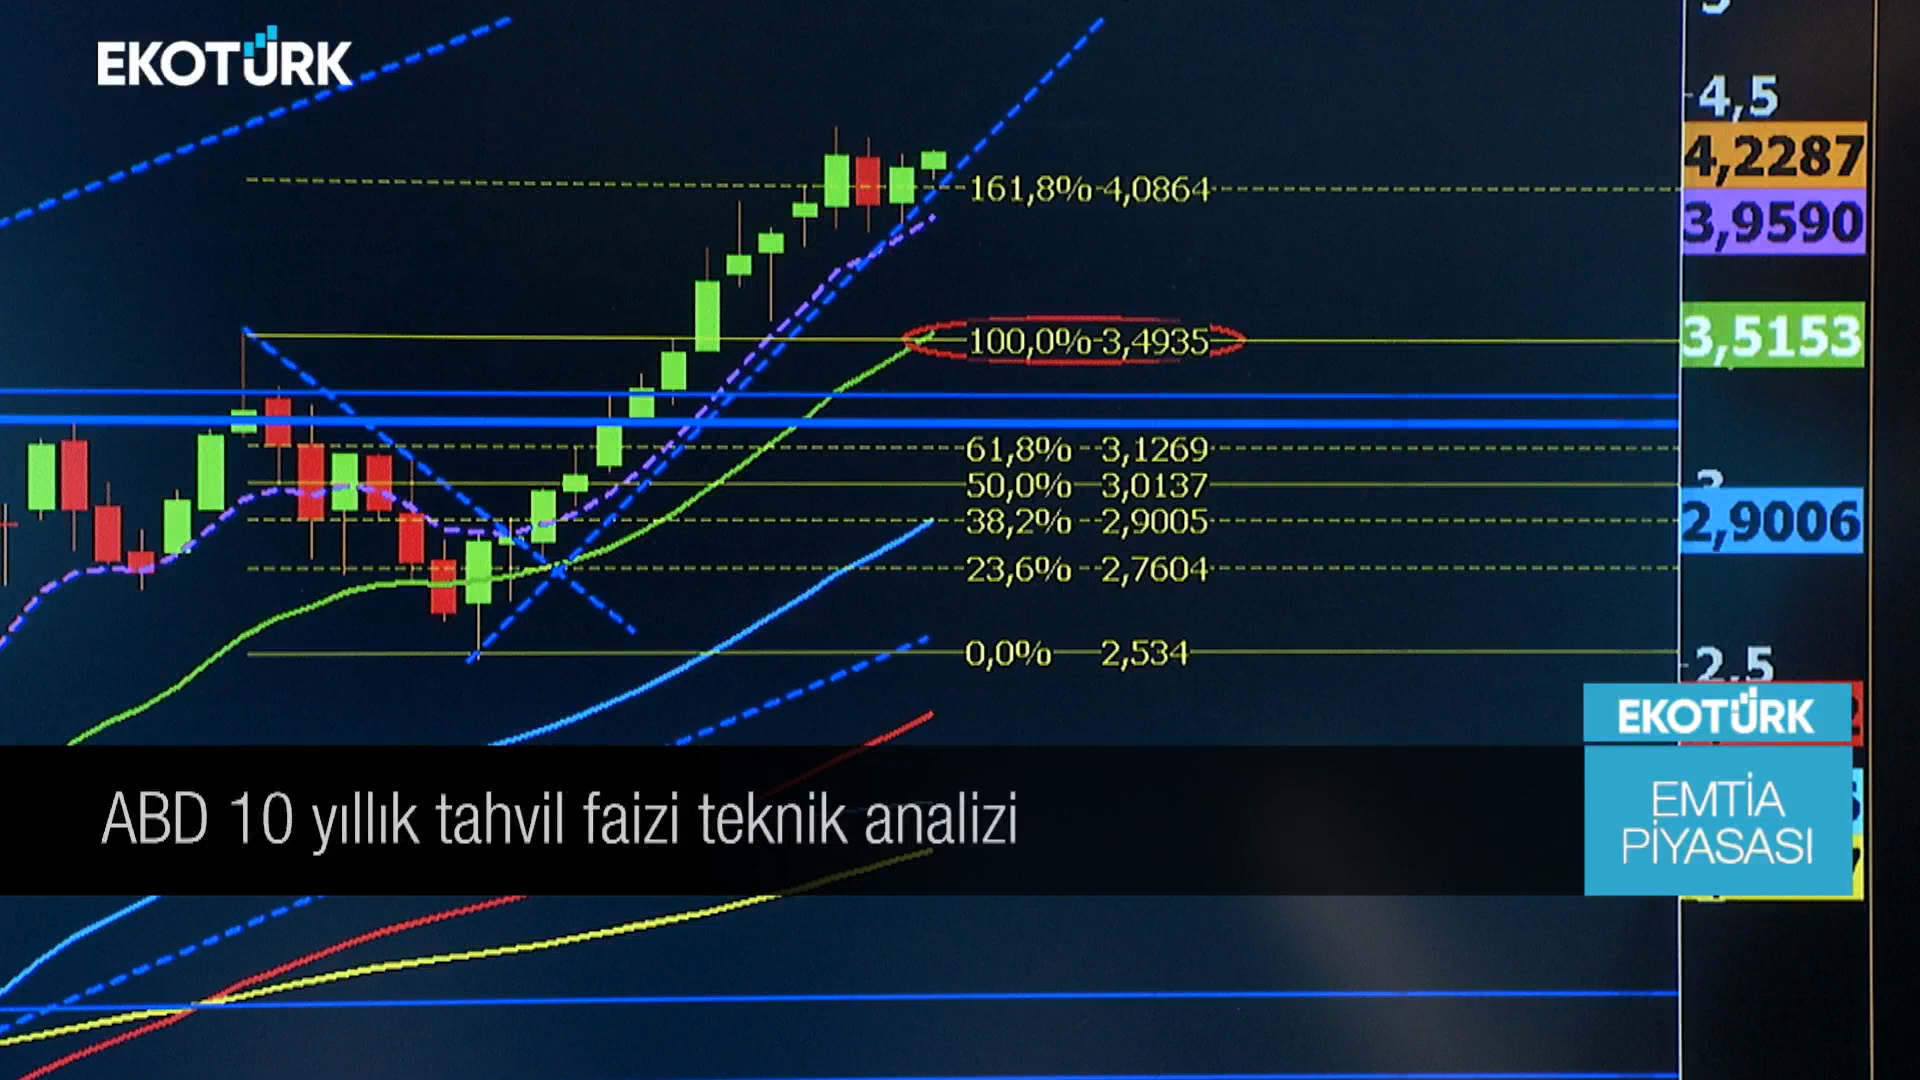 EKOTÜRK
4,5
4,2287
161,8% 4,0864
3,9590
100,0% 3,4935
3,5153
61,8% 3,1269
50,0% 3,0137
3
38,2% 2,9005
2,9006
23,6% 2,7604
0,0% 2,534
2,5
EKOTÜRK
ABD 10 yıllık tahvil faizi teknik analizi
EMTİA
PİYASASI